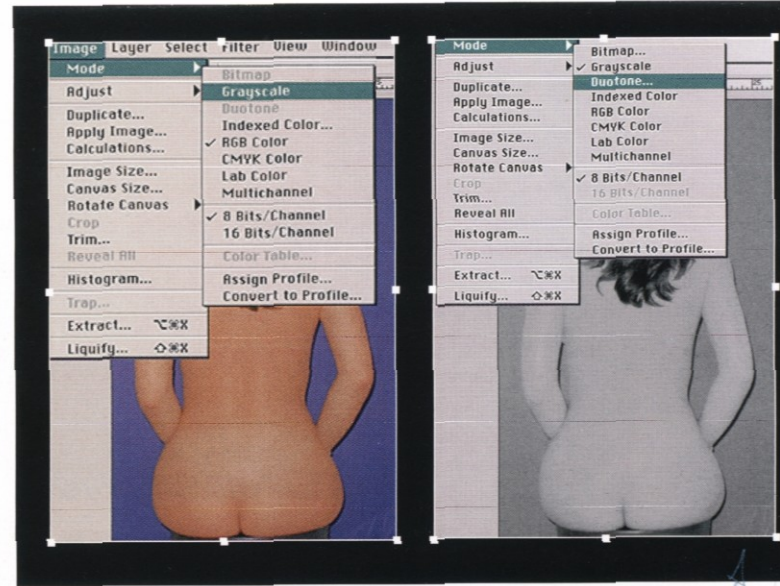 Image Layer Select Filter View Window
Mode
Adjust
Duplicate...
Apply Image...
Calculations...
Image Size...
Canvas Size...
Rotate Canvas
Crop
Trim...
Reveal All
Histogram...
Trap...
Extract... ⌥⌘X
Liquify... ⇧⌘X
Bitmap
Grayscale
Duotone
Indexed Color...
✓ RGB Color
CMYK Color
Lab Color
Multichannel
✓ 8 Bits/Channel
16 Bits/Channel
Color Table...
Assign Profile...
Convert to Profile...
Mode
Adjust
Duplicate...
Apply Image...
Calculations...
Image Size...
Canvas Size...
Rotate Canvas
Crop
Trim...
Reveal All
Histogram...
Trap...
Extract... ⌥⌘X
Liquify... ⇧⌘X
Bitmap...
✓ Grayscale
Duotone...
Indexed Color
RGB Color
CMYK Color
Lab Color
Multichannel
✓ 8 Bits/Channel
16 Bits/Channel
Color Table...
Assign Profile...
Convert to Profile...